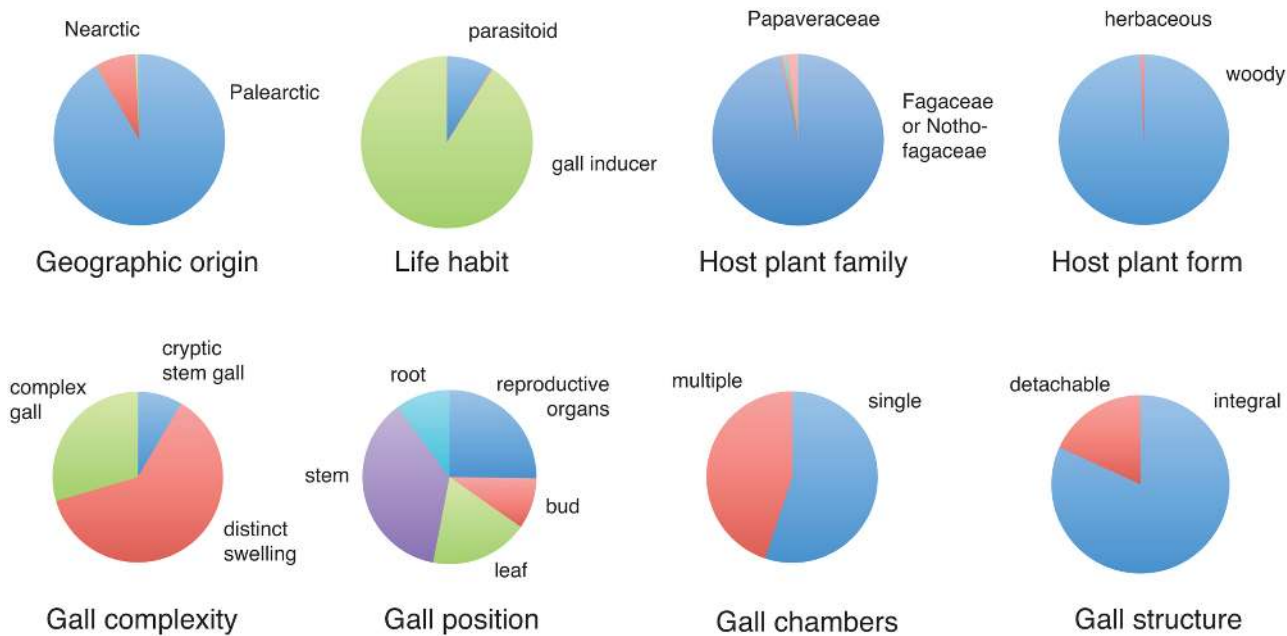 Nearctic
Palearctic
Geographic origin
parasitoid
gall inducer
Life habit
Papaveraceae
Fagaceae
or Notho-
fagaceae
Host plant family
herbaceous
woody
Host plant form
cryptic
stem gall
complex
gall
distinct
swelling
Gall complexity
root
reproductive
organs
stem
bud
leaf
Gall position
multiple
single
Gall chambers
detachable
integral
Gall structure